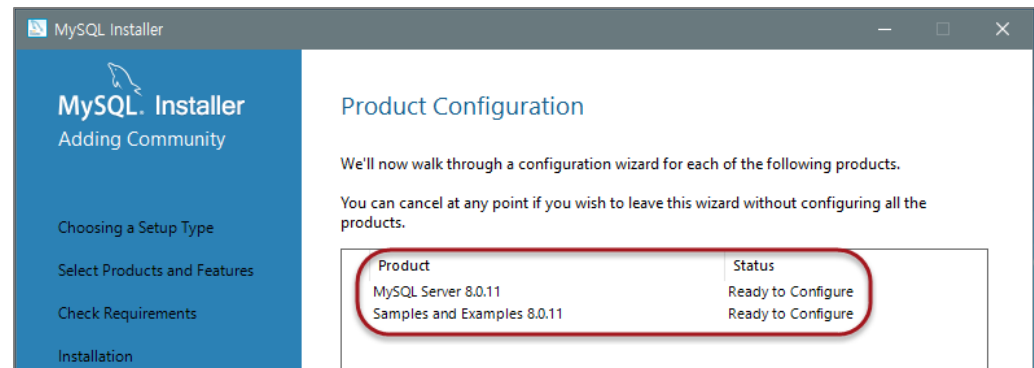 MySQL Installer
MySQL. Installer
Adding Community
Choosing a Setup Type
Select Products and Features
Check Requirements
Installation
Product Configuration
We'll now walk through a configuration wizard for each of the following products.
You can cancel at any point if you wish to leave this wizard without configuring all the
products.
Product Status
MySQL Server 8.0.11 Ready to Configure
Samples and Examples 8.0.11 Ready to Configure